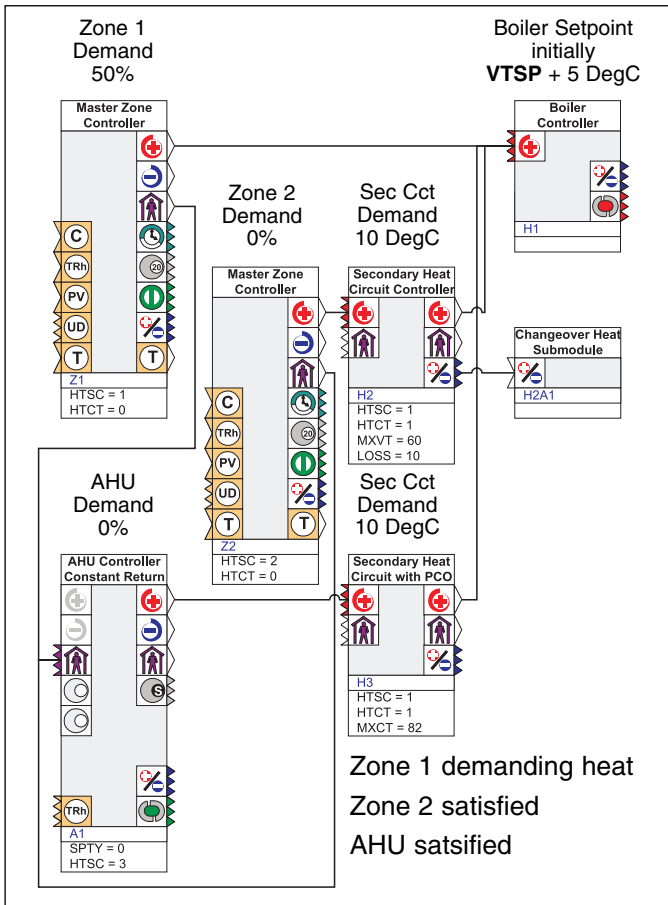 Zone 1
Demand
50%
Boiler Setpoint
initially
VTSP + 5 DegC
Master Zone
Controller
C
TRh
PV
UD
T
20
T
Z1
HTSC = 1
HTCT = 0
Boiler
Controller
H1
Zone 2
Demand
0%
Sec Cct
Demand
10 DegC
Master Zone
Controller
C
TRh
PV
UD
T
20
T
Z2
HTSC = 2
HTCT = 0
Secondary Heat
Circuit Controller
H2
HTSC = 1
HTCT = 1
MXVT = 60
LOSS = 10
Changeover Heat
Submodule
H2A1
AHU
Demand
0%
Sec Cct
Demand
10 DegC
AHU Controller
Constant Return
S
TRh
A1
SPTY = 0
HTSC = 3
Secondary Heat
Circuit with PCO
H3
HTSC = 1
HTCT = 1
MXCT = 82
Zone 1 demanding heat
Zone 2 satisfied
AHU satsified